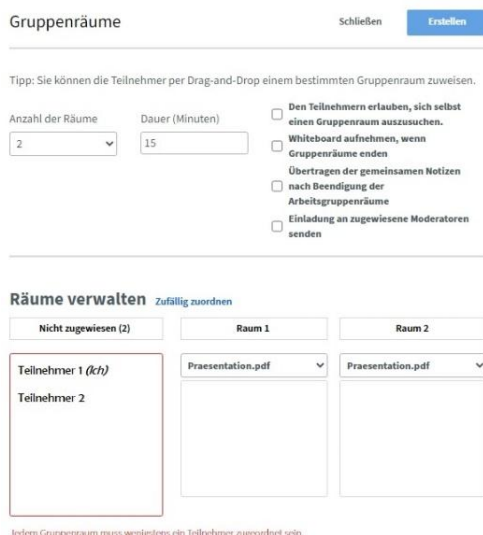 Gruppenräume
Schließen
Erstellen
Tipp: Sie können die Teilnehmer per Drag-and-Drop einem bestimmten Gruppenraum zuweisen.
Anzahl der Räume
2
Dauer (Minuten)
15
Den Teilnehmern erlauben, sich selbst
einen Gruppenraum auszusuchen.
Whiteboard aufnehmen, wenn
Gruppenräume enden
Übertragen der gemeinsamen Notizen
nach Beendigung der
Arbeitsgruppenräume
Einladung an zugewiesene Moderatoren
senden
Räume verwalten Zufällig zuordnen
Nicht zugewiesen (2)
Teilnehmer 1 (Ich)
Teilnehmer 2
Raum 1
Praesentation.pdf
Raum 2
Praesentation.pdf
Jedem Gruppenraum muss wenigstens ein Teilnehmer zugeordnet sein.